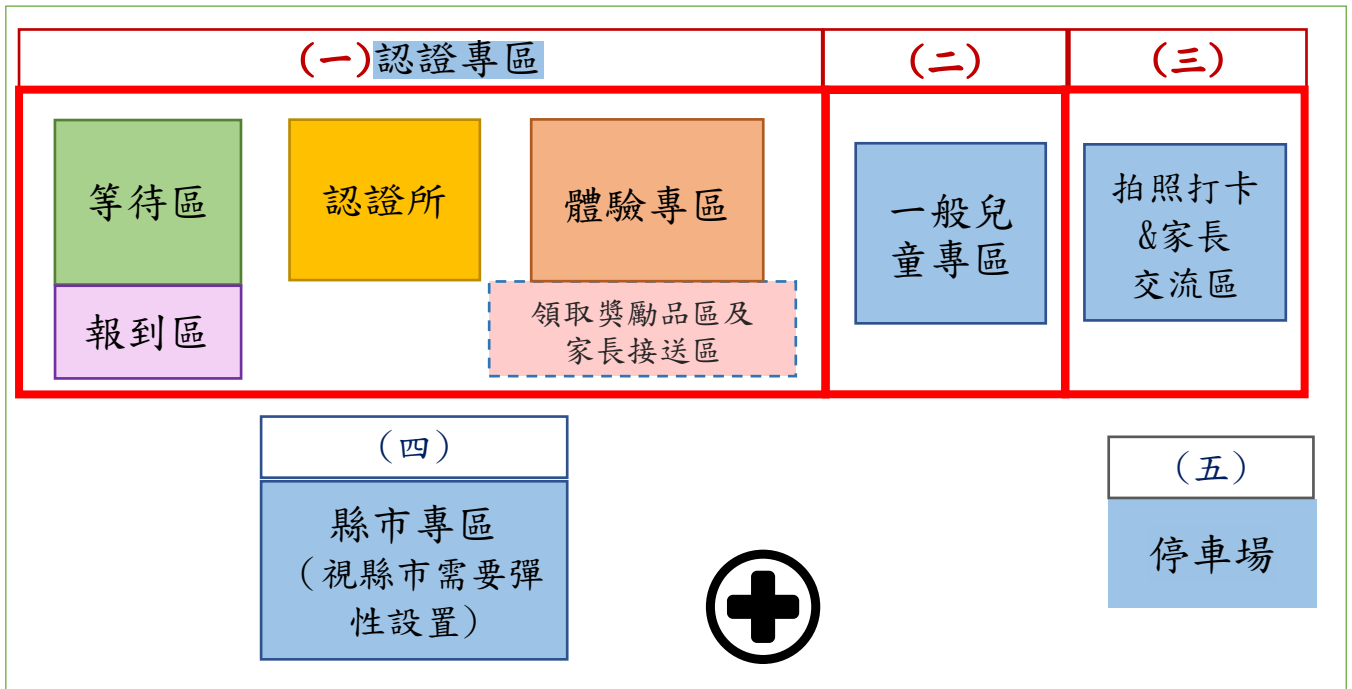 (一)認證專區
(二)
(三)
等待區
報到區
認證所
體驗專區
領取獎勵品區及
家長接送區
一般兒
童專區
拍照打卡
&家長
交流區
（四）
縣市專區
（視縣市需要彈
性設置）
（五）
停車場